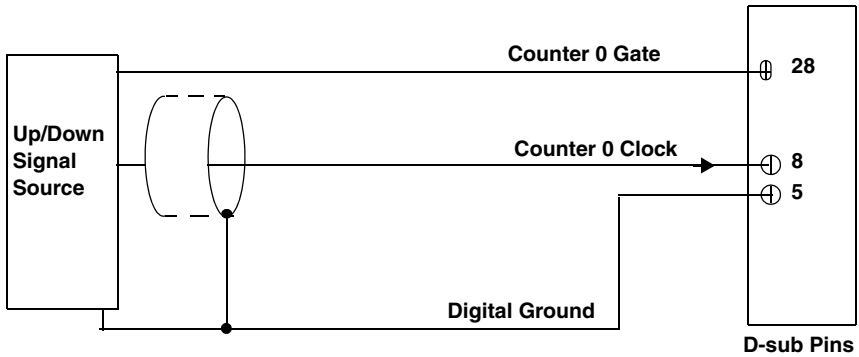 Counter 0 Gate
28
Up/Down
Signal
Source
Counter 0 Clock
8
5
Digital Ground
D-sub Pins